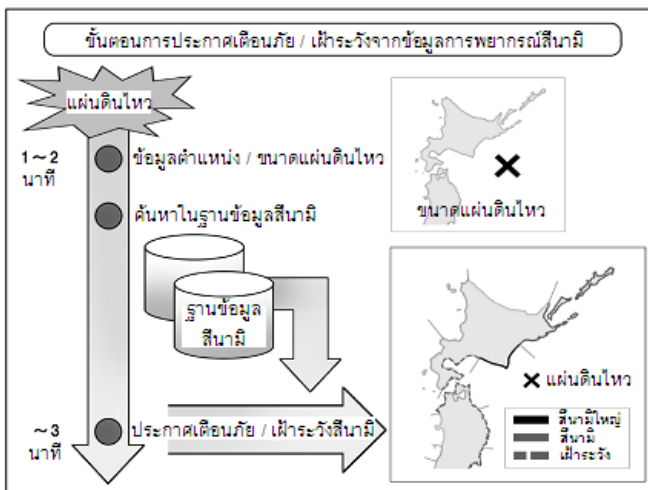 ขั้นตอนการประกาศเตือนภัย / เฝ้าระวังจากข้อมูลการพยากรณ์สึนามิ
แผ่นดินไหว
1～2
นาที
ข้อมูลตำแหน่ง / ขนาดแผ่นดินไหว
ค้นหาในฐานข้อมูลสึนามิ
ขนาดแผ่นดินไหว
ฐานข้อมูล
สึนามิ
แผ่นดินไหว
สึนามิใหญ่
สึนามิ
เฝ้าระวัง
～3
นาที
ประกาศเตือนภัย / เฝ้าระวังสึนามิ